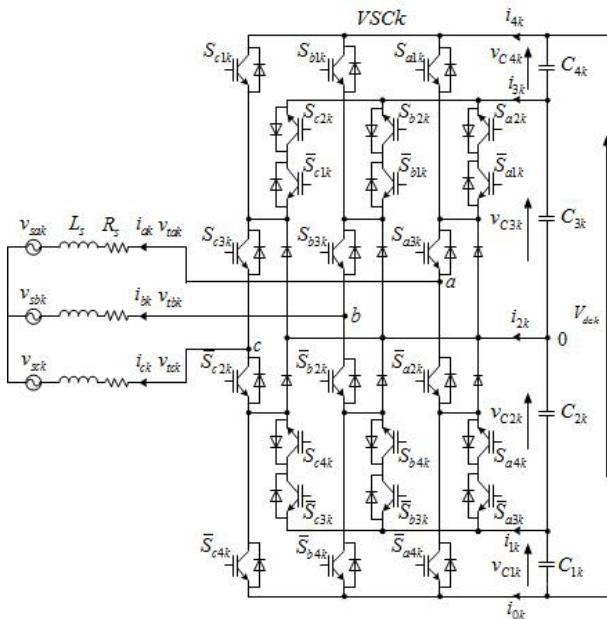 VSCk
i4k
Sc1k Sb1k Sa1k vC4k C4k
i3k
Sc2k Sb2k Sa2k
S̅c1k S̅b1k S̅a1k
vsak Ls Rs iak vtak Sc3k Sb3k Sa3k vC3k C3k
a
vsbk ibk vtbk b i2k 0 Vdck
vsck ick vtck c S̅c2k S̅b2k S̅a2k
vC2k C2k
Sc4k Sb4k Sa4k
S̅c3k S̅b3k S̅a3k
S̅c4k S̅b4k S̅a4k i1k
vC1k C1k
i0k